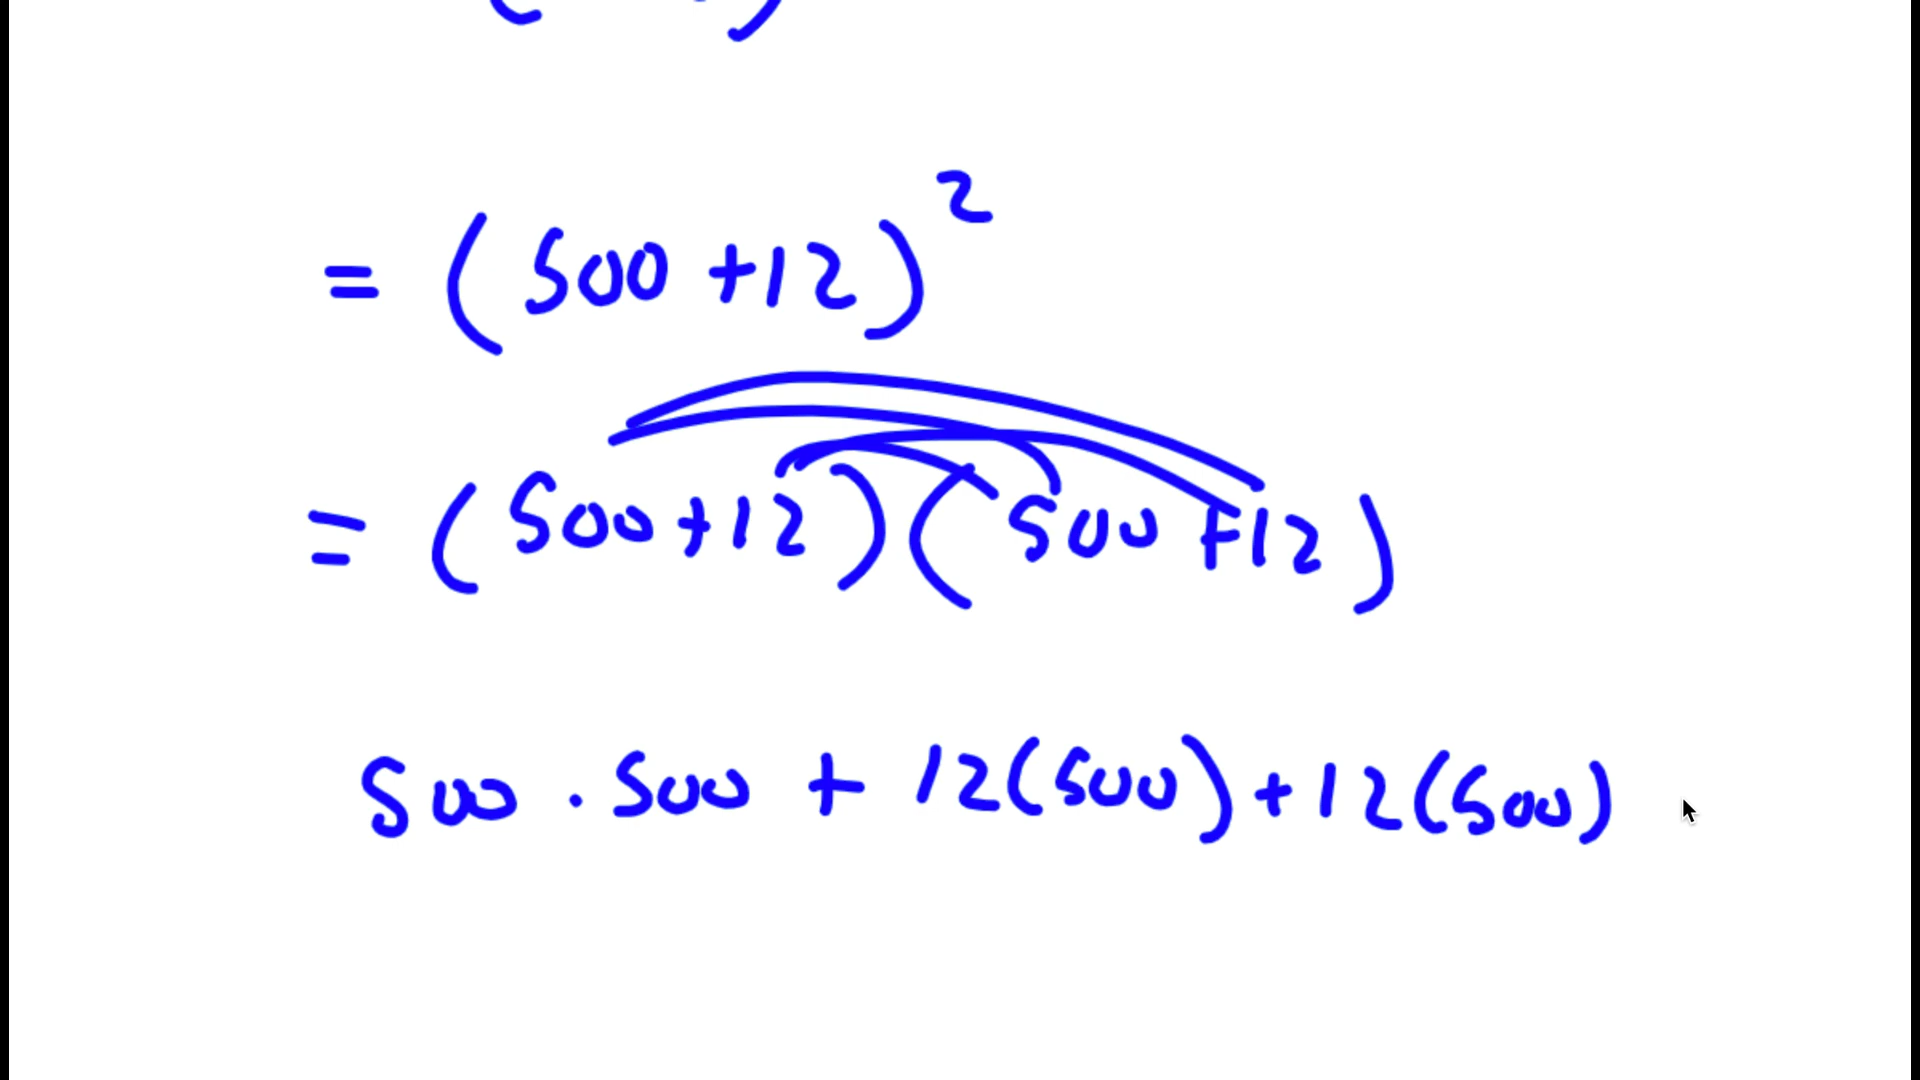 = (500 + 12)²
= (500 + 12)(500 + 12)
500 · 500 + 12(500) + 12(500)